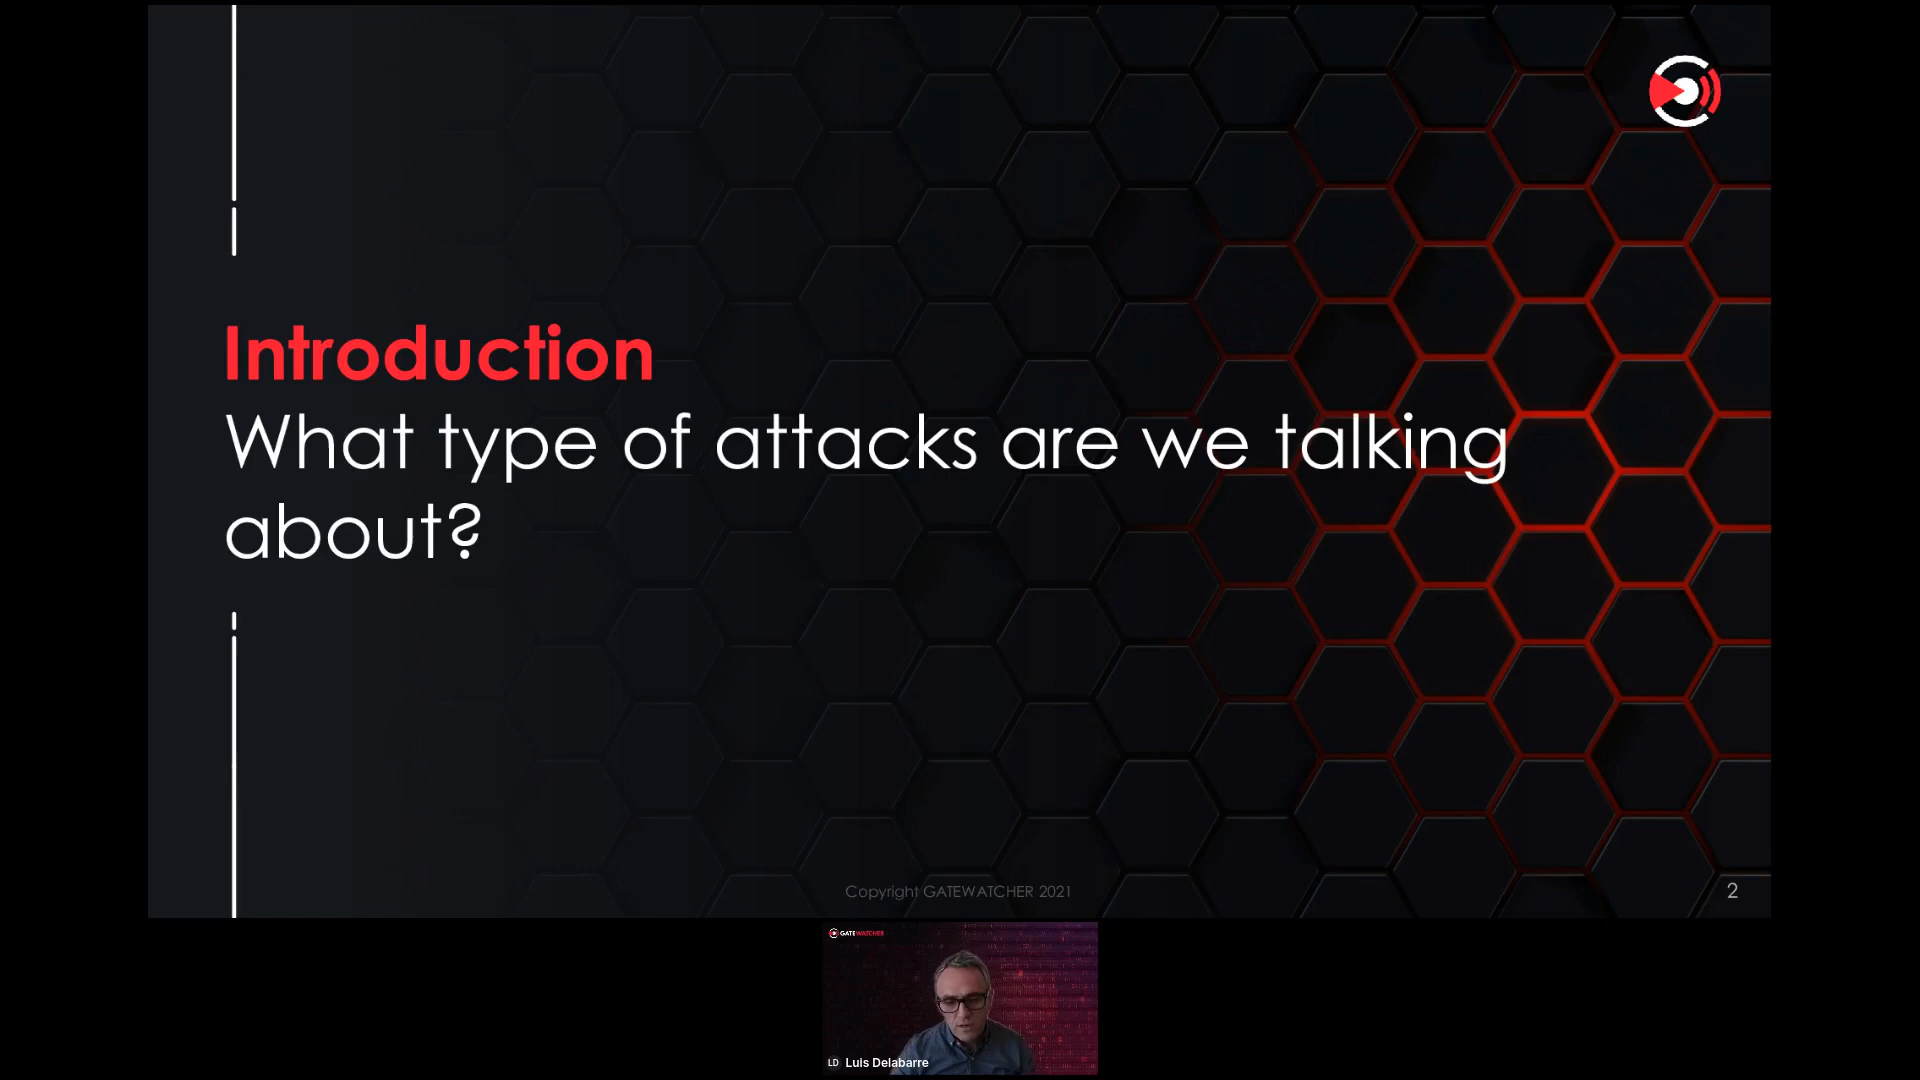 Introduction
What type of attacks are we talking
about?
Copyright GATEWATCHER 2021
2
GATEWATCHER
LD Luis Delabarre